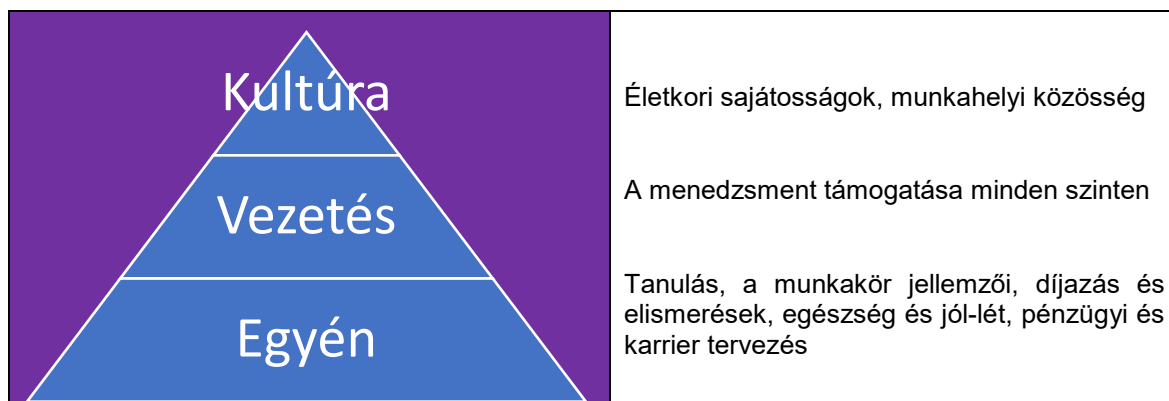 Kultúra
Életkori sajátosságok, munkahelyi közösség
Vezetés
A menedzsment támogatása minden szinten
Egyén
Tanulás, a munkakör jellemzői, díjazás és
elismerések, egészség és jól-lét, pénzügyi és
karrier tervezés